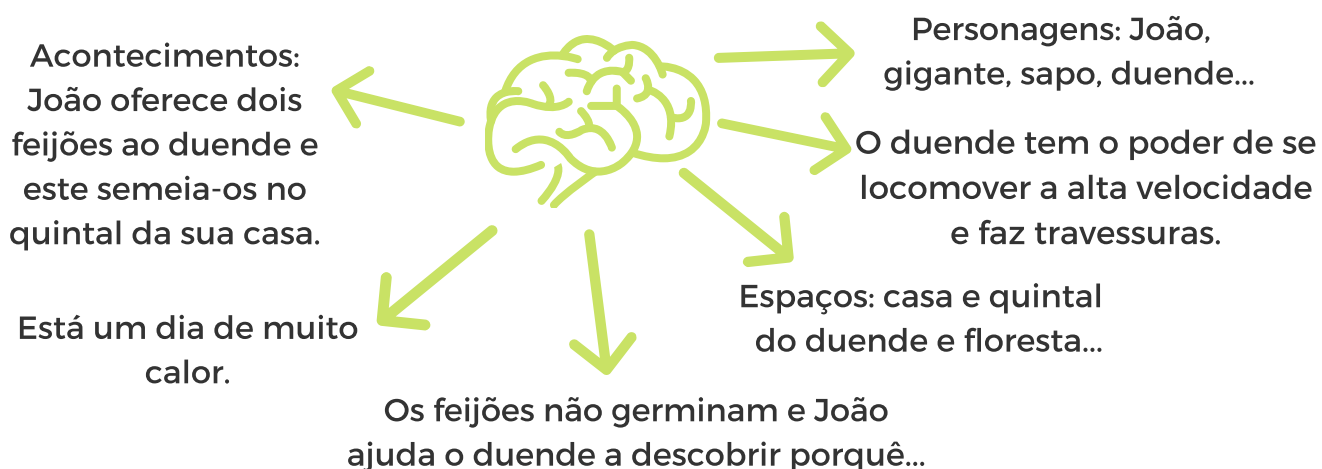 Acontecimentos:
João oferece dois
feijões ao duende e
este semeia-os no
quintal da sua casa.
Personagens: João,
gigante, sapo, duende...
O duende tem o poder de se
locomover a alta velocidade
e faz travessuras.
Espaços: casa e quintal
do duende e floresta...
Está um dia de muito
calor.
Os feijões não germinam e João
ajuda o duende a descobrir porquê...